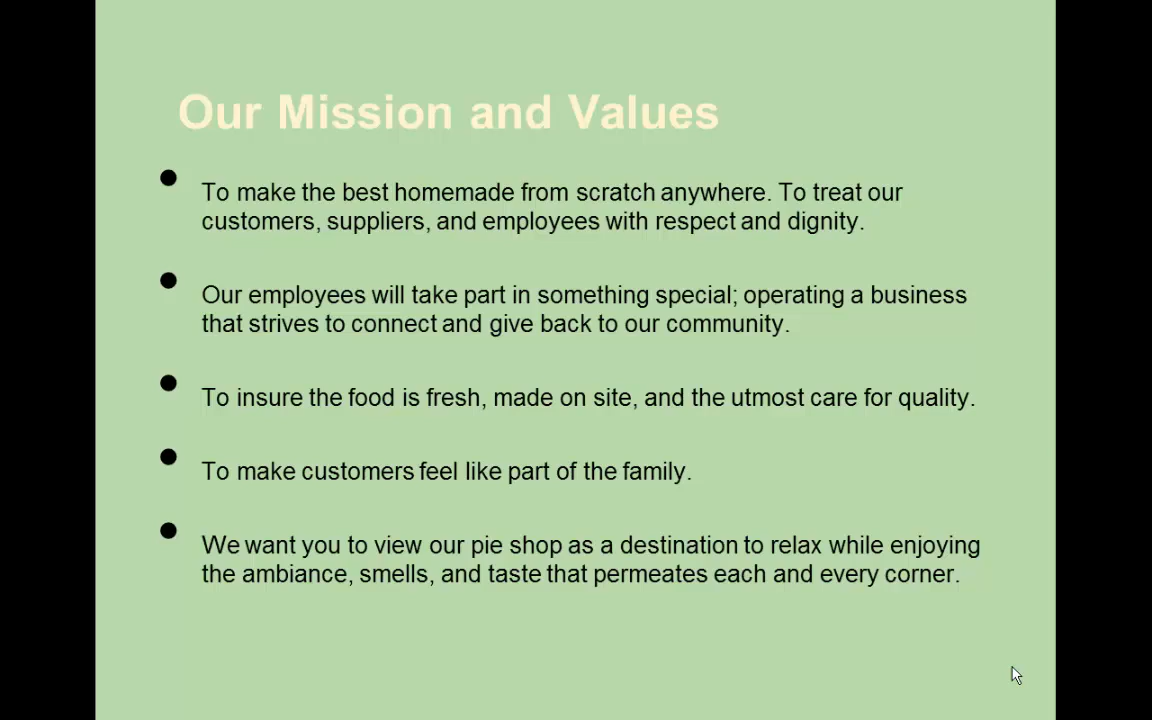 Our Mission and Values
To make the best homemade from scratch anywhere. To treat our
customers, suppliers, and employees with respect and dignity.
Our employees will take part in something special; operating a business
that strives to connect and give back to our community.
To insure the food is fresh, made on site, and the utmost care for quality.
To make customers feel like part of the family.
We want you to view our pie shop as a destination to relax while enjoying
the ambiance, smells, and taste that permeates each and every corner.